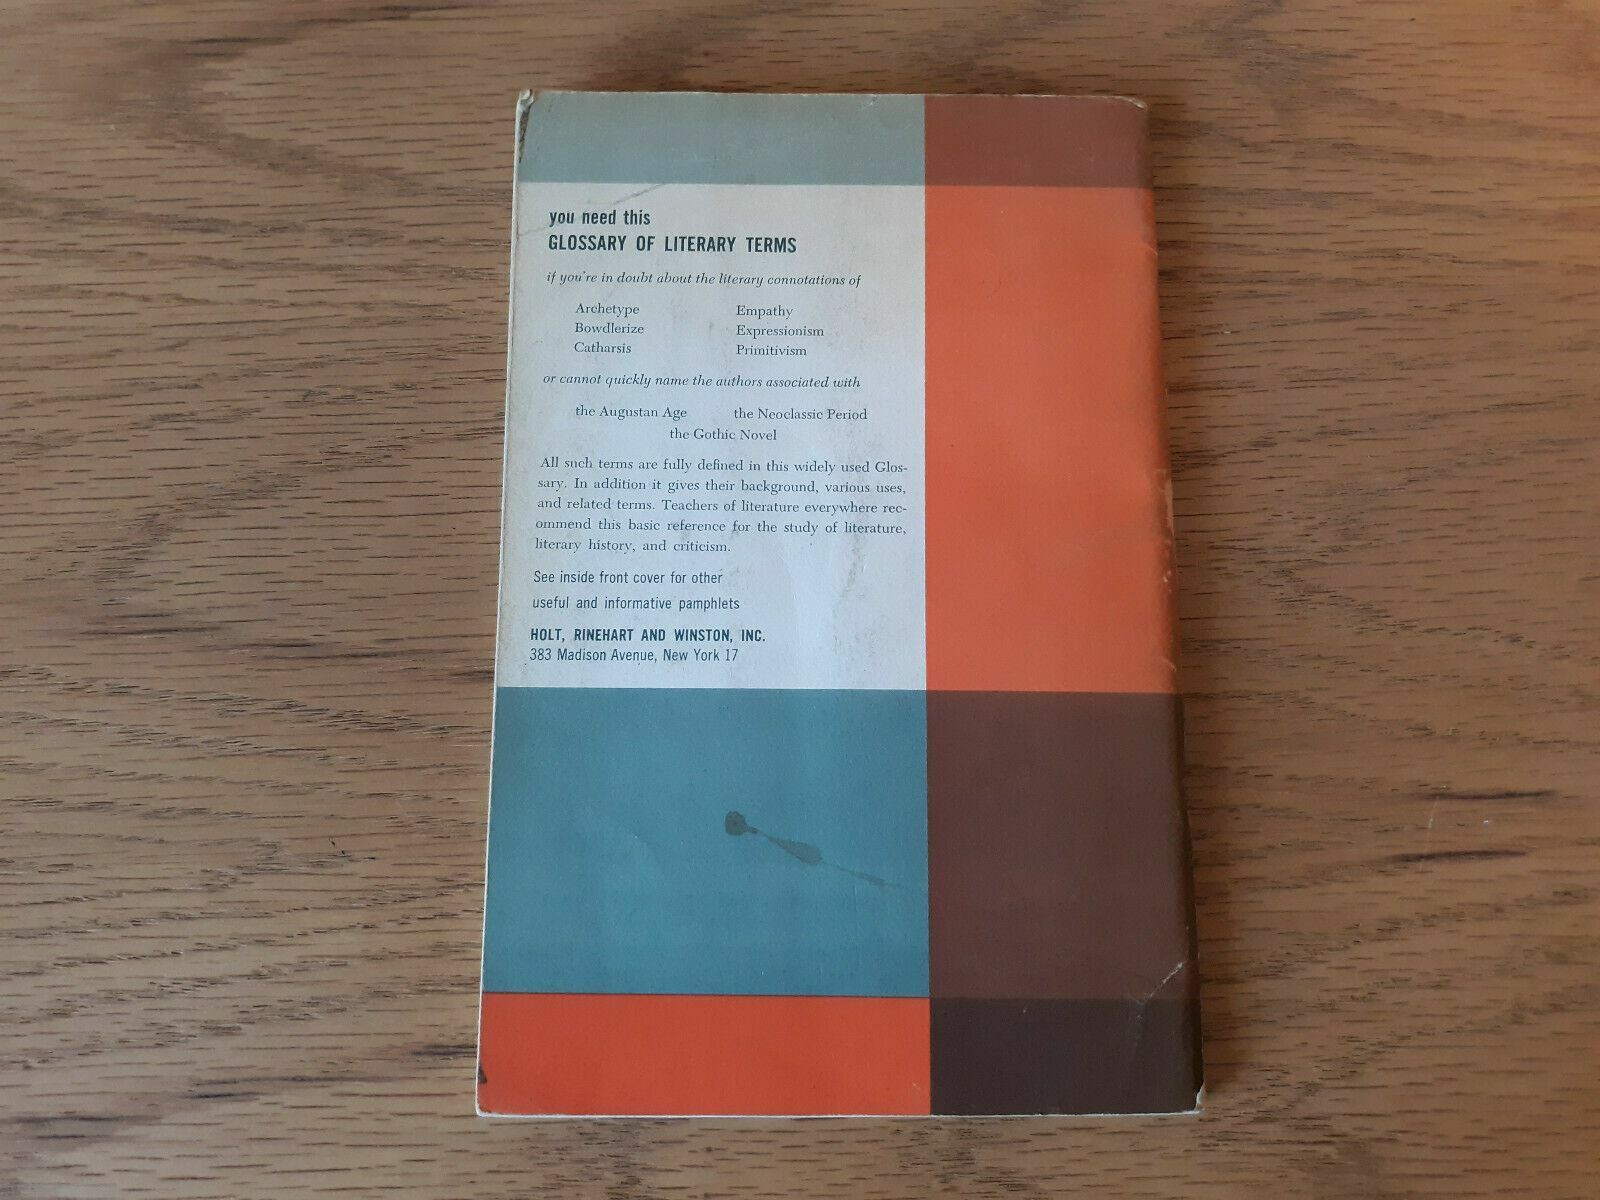 you need this
GLOSSARY OF LITERARY TERMS
if you're in doubt about the literary connotations of
Archetype Empathy
Bowdlerize Expressionism
Catharsis Primitivism
or cannot quickly name the authors associated with
the Augustan Age the Neoclassic Period
the Gothic Novel
All such terms are fully defined in this widely used Glos-
sary. In addition it gives their background, various uses,
and related terms. Teachers of literature everywhere rec-
ommend this basic reference for the study of literature,
literary history, and criticism.
See inside front cover for other
useful and informative pamphlets
HOLT, RINEHART AND WINSTON, INC.
383 Madison Avenue, New York 17